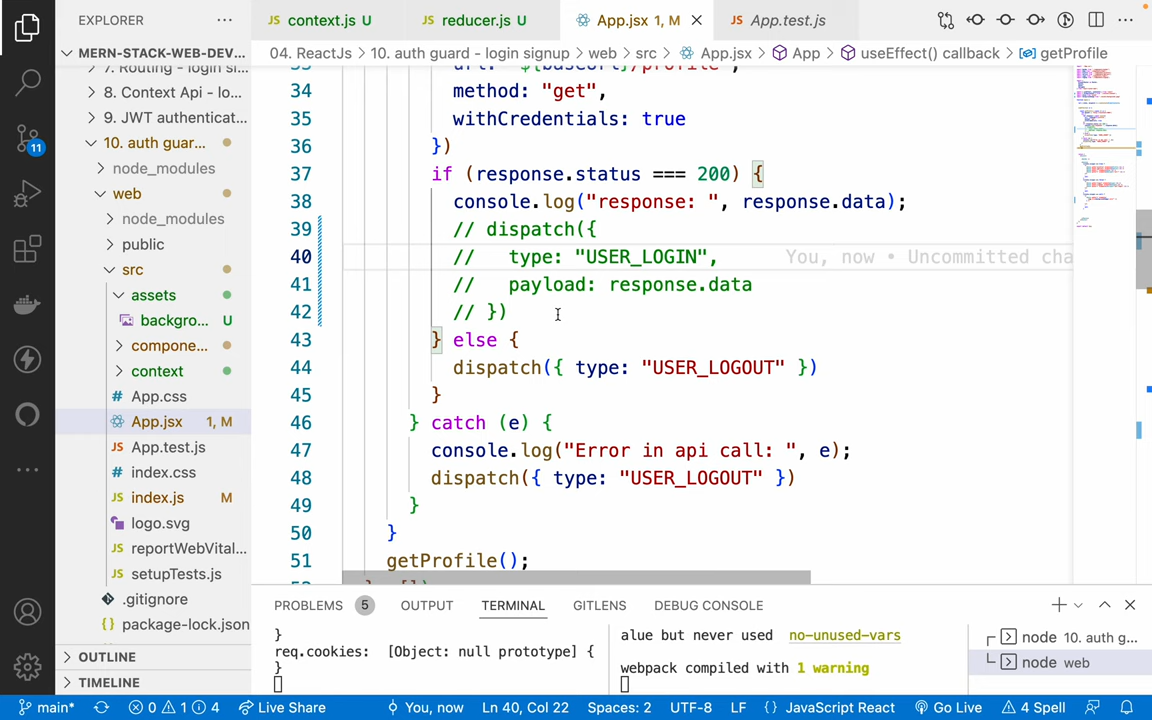 EXPLORER
context.js U
reducer.js U
App.jsx 1, M
App.test.js
MERN-STACK-WEB-DEV...
7. Routing - login si...
8. Context Api - lo...
9. JWT authenticat...
10. auth guar...
node_modules
web
node_modules
public
src
assets
backgro... U
compone...
context
App.css
App.jsx 1, M
App.test.js
index.css
index.js M
logo.svg
reportWebVital...
setupTests.js
.gitignore
package-lock.json
OUTLINE
TIMELINE
11
04. ReactJs > 10. auth guard - login signup > web > src > App.jsx > App > useEffect() callback > getProfile
url: `${baseUrl}/profile`,
34 method: "get",
35 withCredentials: true
36 })
37 if (response.status === 200) {
38 console.log("response: ", response.data);
39 // dispatch({
40 // type: "USER_LOGIN", You, now • Uncommitted cha
41 // payload: response.data
42 // })
43 } else {
44 dispatch({ type: "USER_LOGOUT" })
45 }
46 } catch (e) {
47 console.log("Error in api call: ", e);
48 dispatch({ type: "USER_LOGOUT" })
49 }
50 }
51 getProfile();
PROBLEMS 5 OUTPUT TERMINAL GITLENS DEBUG CONSOLE
}
req.cookies: [Object: null prototype] {
}
alue but never used no-unused-vars
webpack compiled with 1 warning
node 10. auth g...
node web
main* 0 1 4 Live Share You, now Ln 40, Col 22 Spaces: 2 UTF-8 LF {} JavaScript React Go Live 4 Spell